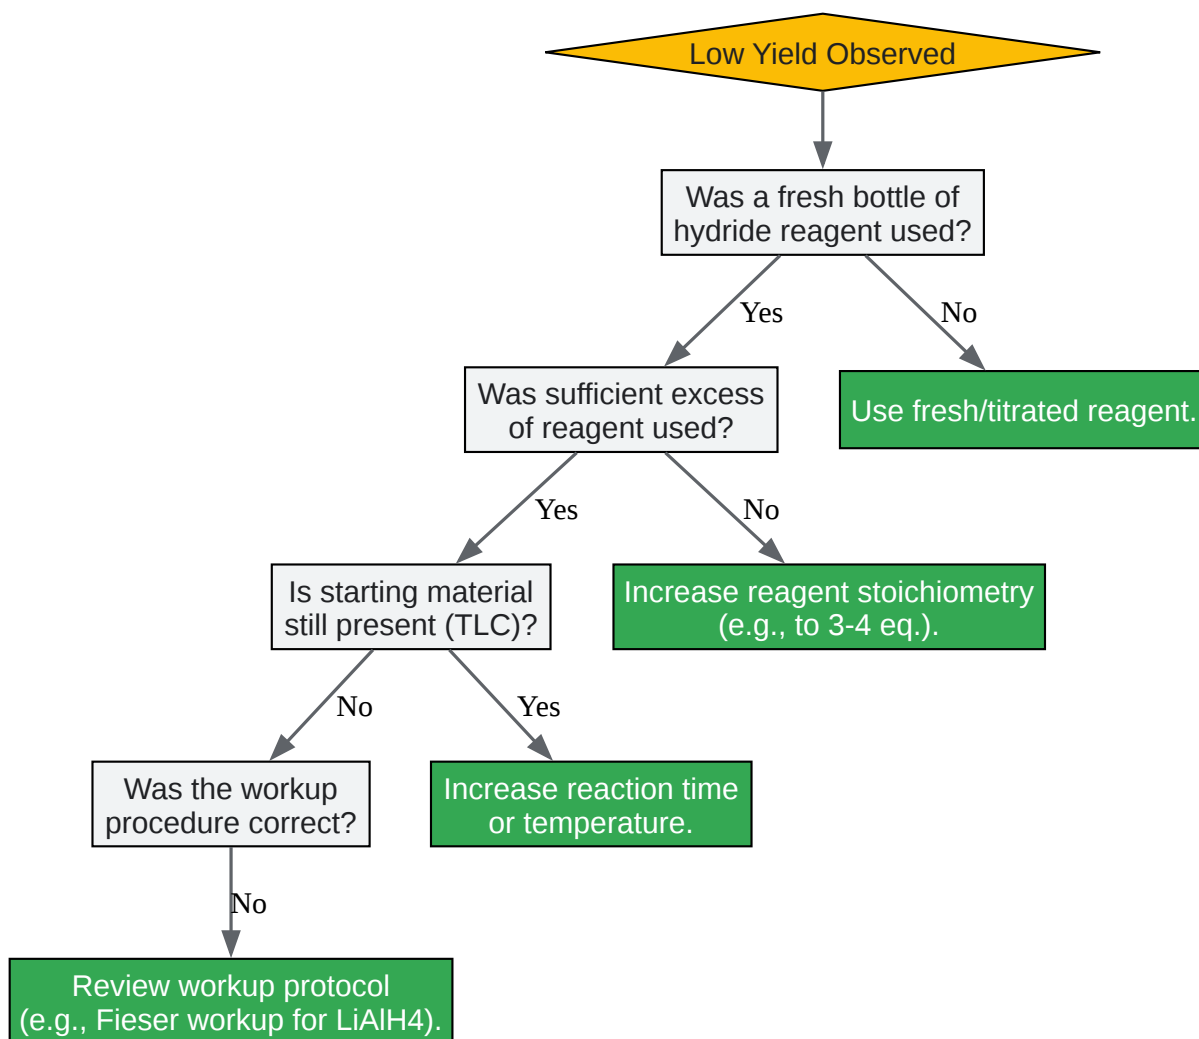 Low Yield Observed
Was a fresh bottle of
hydride reagent used?
Yes
No
Was sufficient excess
of reagent used?
Use fresh/titrated reagent.
Yes
No
Is starting material
still present (TLC)?
Increase reagent stoichiometry
(e.g., to 3-4 eq.).
No
Yes
Was the workup
procedure correct?
Increase reaction time
or temperature.
No
Review workup protocol
(e.g., Fieser workup for LiAlH4).